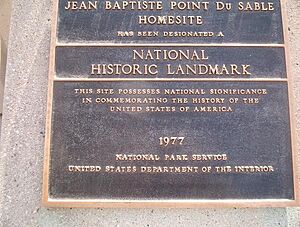 JEAN BAPTISTE POINT DU SABLE
HOMESITE
HAS BEEN DESIGNATED A
NATIONAL
HISTORIC LANDMARK
THIS SITE POSSESSES NATIONAL SIGNIFICANCE
IN COMMEMORATING THE HISTORY OF THE
UNITED STATES OF AMERICA
1977
NATIONAL PARK SERVICE
UNITED STATES DEPARTMENT OF THE INTERIOR